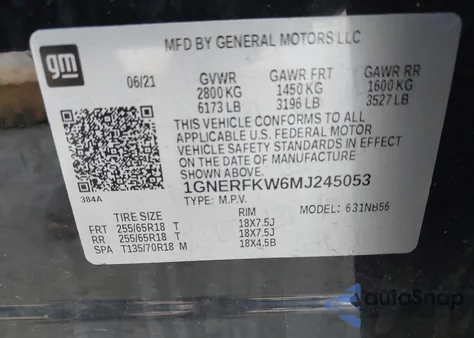 gm
MFD BY GENERAL MOTORS LLC
06/21 GVWR GAWR FRT GAWR RR
2800 KG 1450 KG 1600 KG
6173 LB 3196 LB 3527 LB
THIS VEHICLE CONFORMS TO ALL
APPLICABLE U.S. FEDERAL MOTOR
VEHICLE SAFETY STANDARDS IN EFFECT
ON THE DATE OF MANUFACTURE
SHOWN ABOVE.
1GNERFKW6MJ245053
384A
TYPE: M.P.V. MODEL: 631NB56
TIRE SIZE RIM
FRT 255/65R18 T 18X7.5J
RR 255/65R18 T 18X7.5J
SPA T135/70R18 M 18X4.5B
AutoSnap